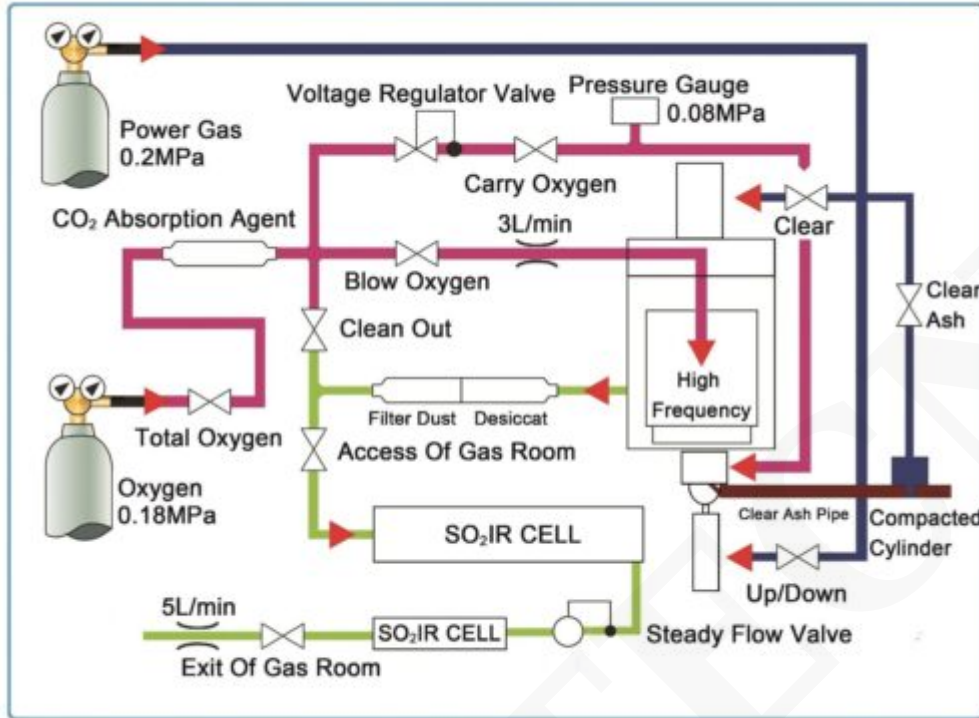 Power Gas
0.2MPa
Voltage Regulator Valve
Pressure Gauge
0.08MPa
Carry Oxygen
CO₂ Absorption Agent
3L/min
Clear
Blow Oxygen
Clear
Ash
Clean Out
High
Frequency
Filter Dust
Desiccat
Total Oxygen
Access Of Gas Room
Oxygen
0.18MPa
Clear Ash Pipe
Compacted
Cylinder
SO₂IR CELL
Up/Down
5L/min
SO₂IR CELL
Steady Flow Valve
Exit Of Gas Room